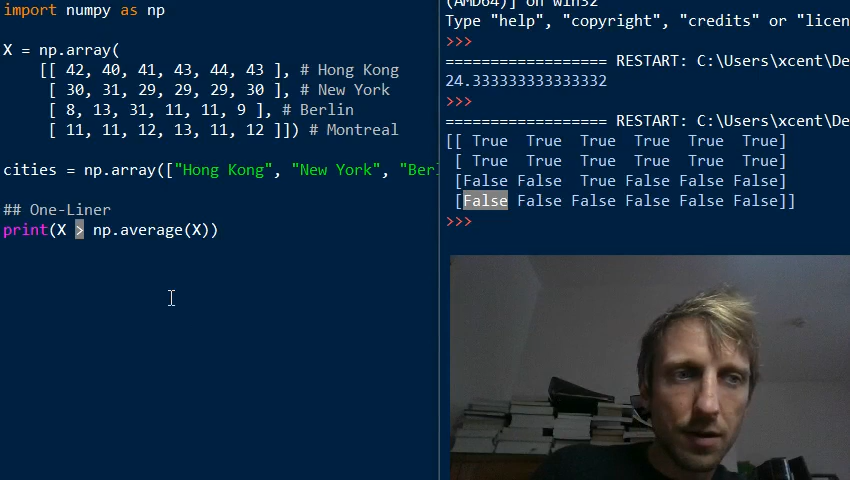 import numpy as np
X = np.array(
[[ 42, 40, 41, 43, 44, 43 ], # Hong Kong
[ 30, 31, 29, 29, 29, 30 ], # New York
[ 8, 13, 31, 11, 11, 9 ], # Berlin
[ 11, 11, 12, 13, 11, 12 ]]) # Montreal
cities = np.array(["Hong Kong", "New York", "Berl
## One-Liner
print(X > np.average(X))
(AMD64)] on win32
Type "help", "copyright", "credits" or "licen
>>>
================== RESTART: C:\Users\xcent\De
24.333333333333332
>>>
================== RESTART: C:\Users\xcent\De
[[ True True True True True True]
[ True True True True True True]
[False False True False False False]
[False False False False False False]]
>>>